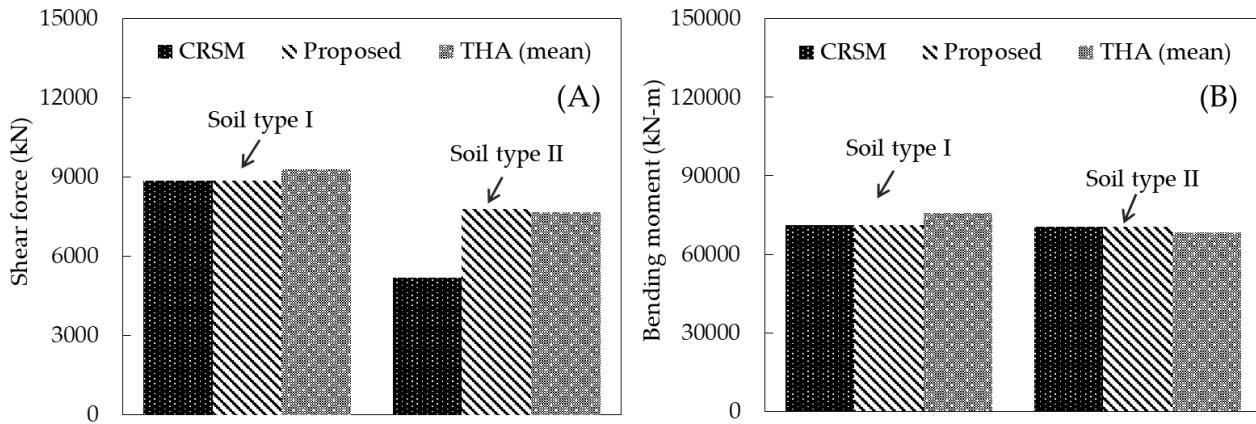 15000
12000
9000
6000
3000
0
Shear force (kN)
CRSM Proposed THA (mean)
(A)
Soil type I
Soil type II
150000
120000
90000
60000
30000
0
Bending moment (kN-m)
CRSM Proposed THA (mean)
(B)
Soil type I
Soil type II